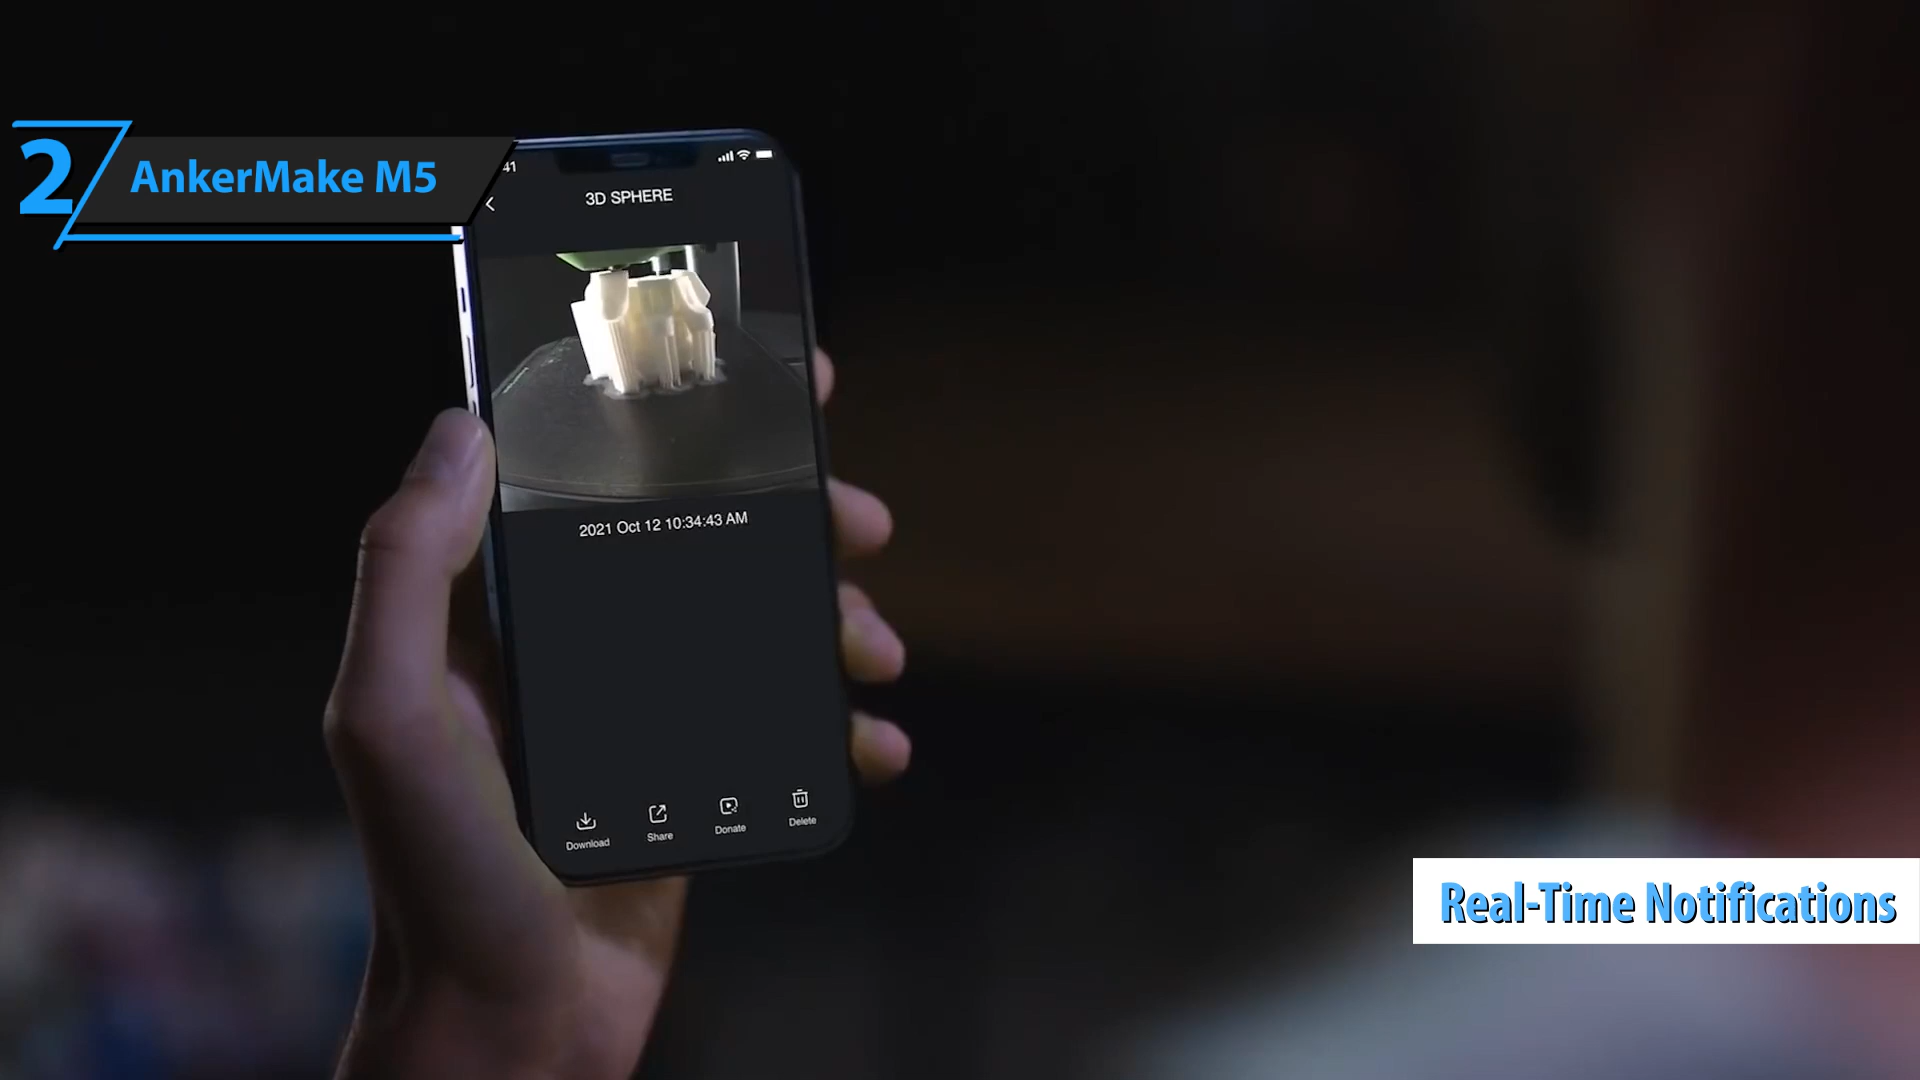 2
AnkerMake M5
41
3D SPHERE
2021 Oct 12 10:34:43 AM
Download
Share
Donate
Delete
Real-Time Notifications